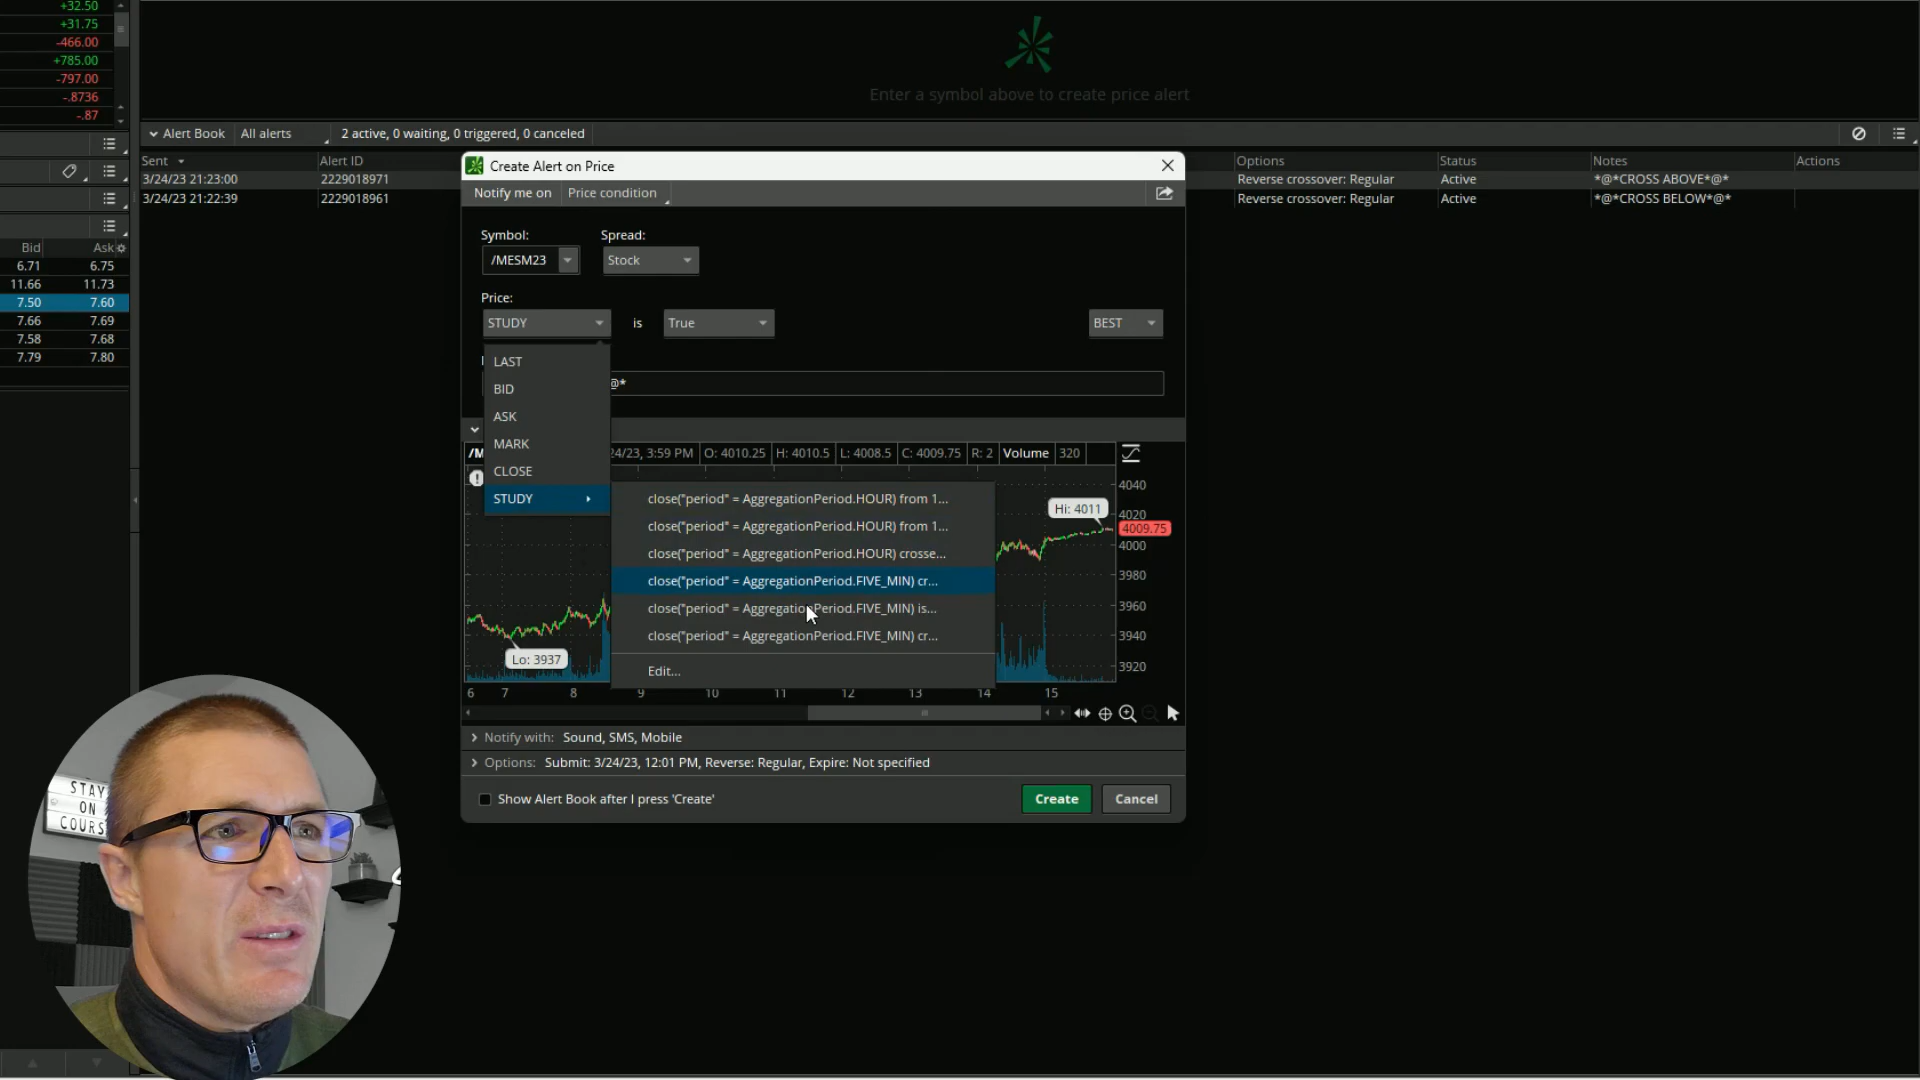 +32.50
+31.75
-466.00
+785.00
-797.00
-.8736
-.87
Enter a symbol above to create price alert
Alert Book All alerts 2 active, 0 waiting, 0 triggered, 0 canceled
Sent Alert ID Options Status Notes Actions
3/24/23 21:23:00 2229018971 Reverse crossover: Regular Active *@*CROSS ABOVE*@*
3/24/23 21:22:39 2229018961 Reverse crossover: Regular Active *@*CROSS BELOW*@*
Bid Ask
6.71 6.75
11.66 11.73
7.50 7.60
7.66 7.69
7.58 7.68
7.79 7.80
Create Alert on Price
Notify me on Price condition
Symbol: Spread:
/MESM23 Stock
Price:
STUDY is True BEST
LAST
@*
BID
ASK
MARK
CLOSE
STUDY
/M 24/23, 3:59 PM O: 4010.25 H: 4010.5 L: 4008.5 C: 4009.75 R: 2 Volume 320
close("period" = AggregationPeriod.HOUR) from 1...
close("period" = AggregationPeriod.HOUR) from 1...
close("period" = AggregationPeriod.HOUR) crosse...
close("period" = AggregationPeriod.FIVE_MIN) cr...
close("period" = AggregationPeriod.FIVE_MIN) is...
close("period" = AggregationPeriod.FIVE_MIN) cr...
Edit...
Hi: 4011
Lo: 3937
4040
4020
4009.75
4000
3980
3960
3940
3920
6 7 8 9 10 11 12 13 14 15
Notify with: Sound, SMS, Mobile
Options: Submit: 3/24/23, 12:01 PM, Reverse: Regular, Expire: Not specified
Show Alert Book after I press 'Create'
Create Cancel
STAY
ON
COURS